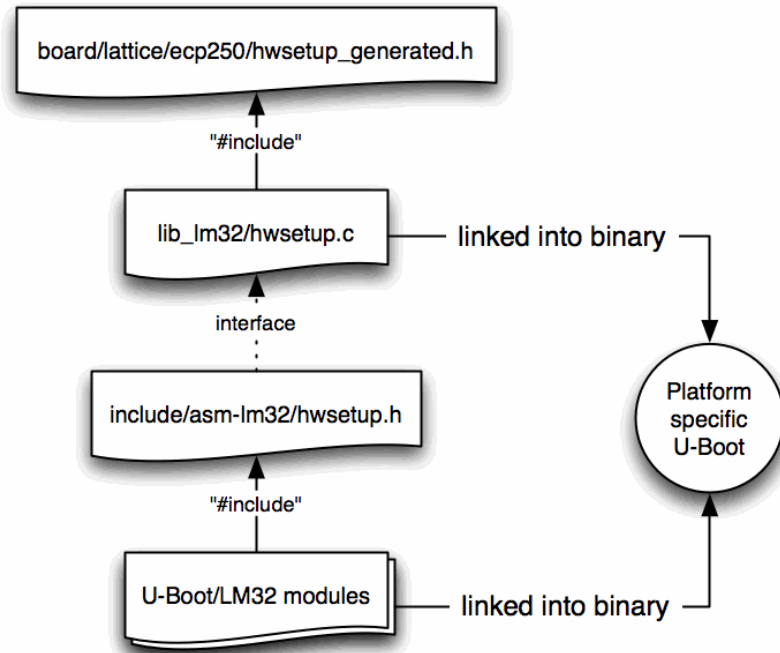 board/lattice/ecp250/hwsetup_generated.h
"#include"
lib_lm32/hwsetup.c
linked into binary
interface
include/asm-lm32/hwsetup.h
Platform
specific
U-Boot
"#include"
U-Boot/LM32 modules
linked into binary